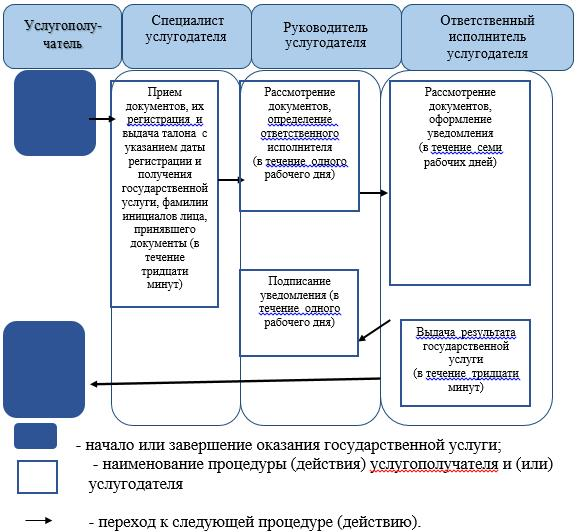 Услугополу-
чатель
Специалист
услугодателя
Руководитель
услугодателя
Ответственный
исполнитель
услугодателя
Прием
документов, их
регистрация и
выдача талона с
указанием даты
регистрации и
получения
государственной
услуги, фамилии
инициалов лица,
принявшего
документы (в
течение
тридцати
минут)
Рассмотрение
документов,
определение
ответственного
исполнителя
(в течение одного
рабочего дня)
Рассмотрение
документов,
оформление
уведомления
(в течение семи
рабочих дней)
Подписание
уведомления (в
течение одного
рабочего дня)
Выдача результата
государственной
услуги
(в течение тридцати
минут)
- начало или завершение оказания государственной услуги;
- наименование процедуры (действия) услугополучателя и (или)
услугодателя
- переход к следующей процедуре (действию).